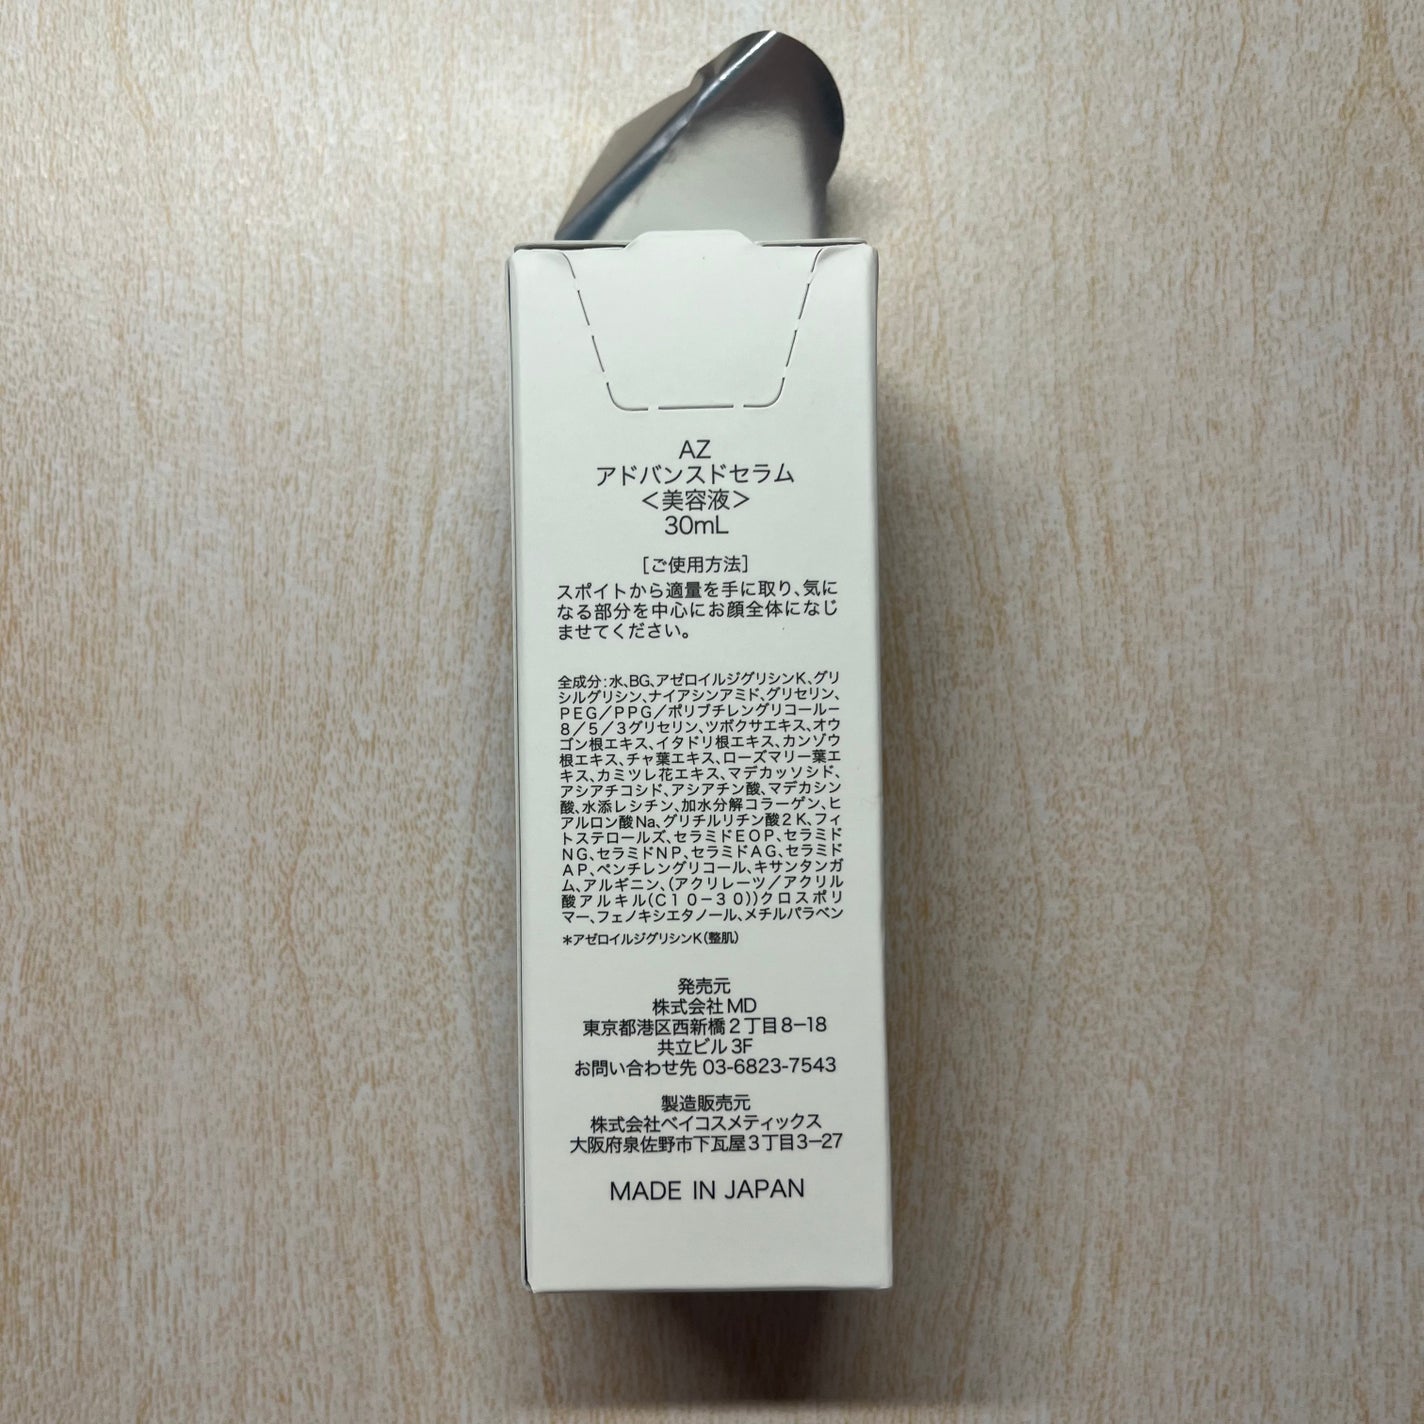 AZ
アドバンスドセラム
＜美容液＞
30mL
［ご使用方法］
スポイトから適量を手に取り、気に
なる部分を中心にお顔全体になじ
ませてください。
全成分：水、BG、アゼロイルジグリシンK、グリ
シルグリシン、ナイアシンアミド、グリセリン、
PEG／PPG／ポリブチレングリコール－
8／5／3グリセリン、ツボクサエキス、オウ
ゴン根エキス、イタドリ根エキス、カンゾウ
根エキス、チャ葉エキス、ローズマリー葉エ
キス、カミツレ花エキス、マデカッソシド、
アシアチコシド、アシアチン酸、マデカシン
酸、水添レシチン、加水分解コラーゲン、ヒ
アルロン酸Na、グリチルリチン酸2K、フィ
トステロールズ、セラミドEOP、セラミド
NG、セラミドNP、セラミドAG、セラミド
AP、ペンチレングリコール、キサンタンガ
ム、アルギニン、(アクリレーツ／アクリル
酸アルキル(C10－30))クロスポリ
マー、フェノキシエタノール、メチルパラベン
＊アゼロイルジグリシンK(整肌)
発売元
株式会社MD
東京都港区西新橋2丁目8-18
共立ビル3F
お問い合わせ先 03-6823-7543
製造販売元
株式会社ベイコスメティックス
大阪府泉佐野市下瓦屋3丁目3-27
MADE IN JAPAN